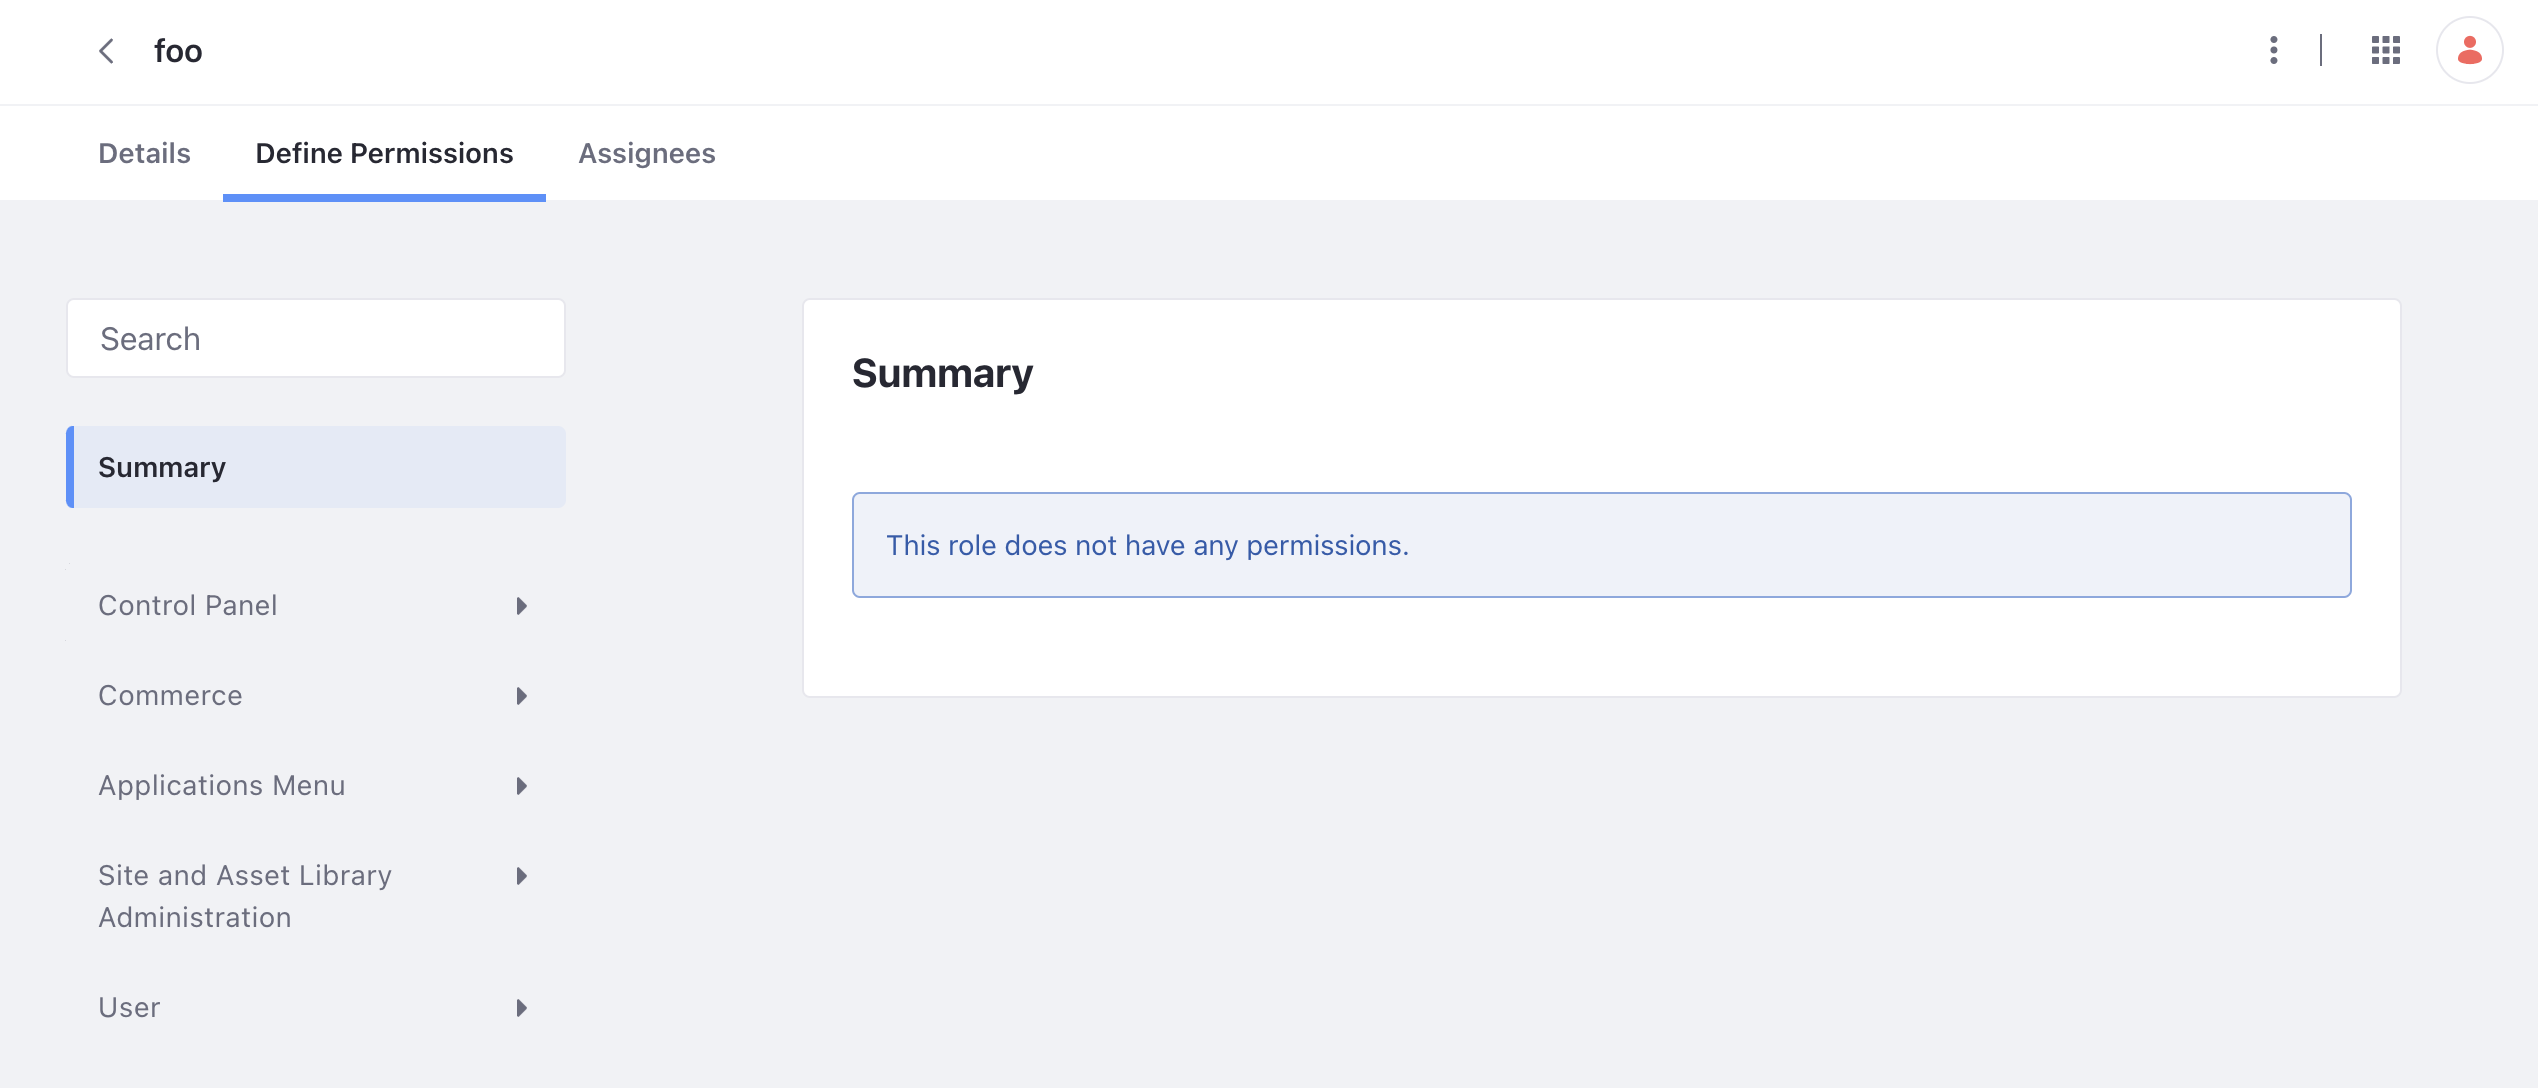 foo
Details
Define Permissions
Assignees
Search
Summary
Control Panel
Commerce
Applications Menu
Site and Asset Library
Administration
User
Summary
This role does not have any permissions.